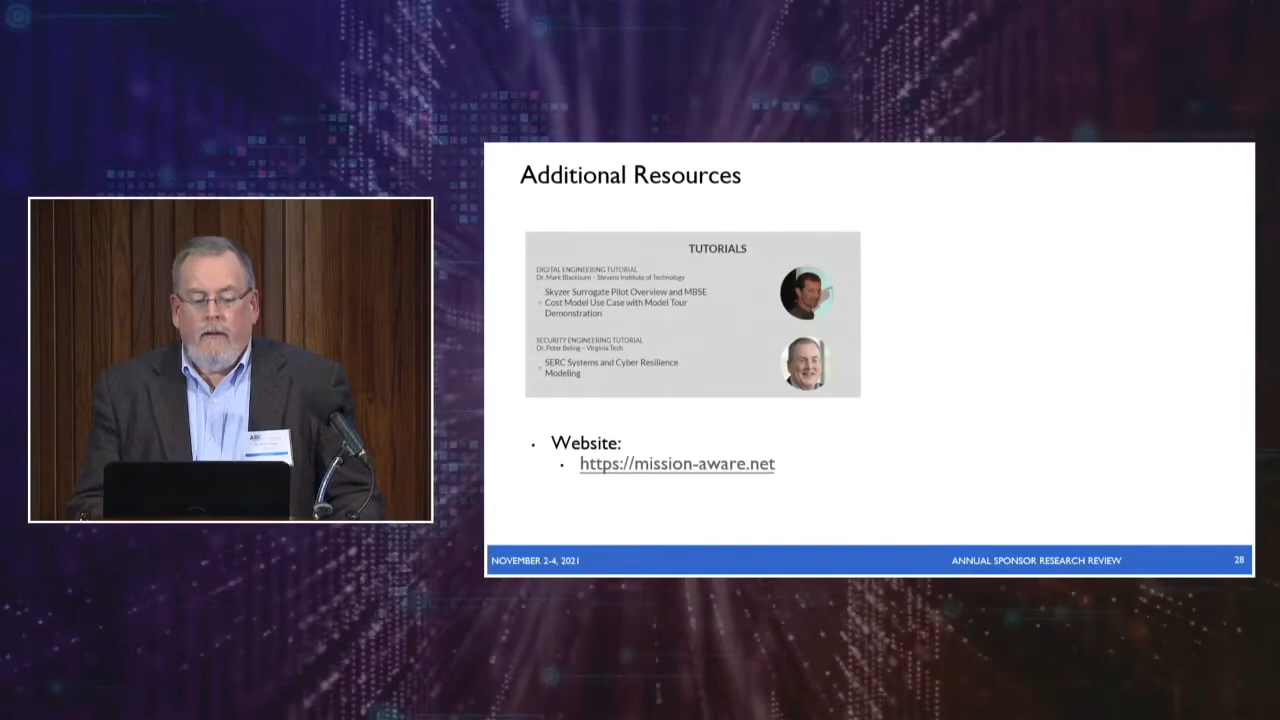 Additional Resources
TUTORIALS
DIGITAL ENGINEERING TUTORIAL
Dr. Mark Blackburn – Stevens Institute of Technology
Skyzer Surrogate Pilot Overview and MBSE
Cost Model Use Case with Model Tour
Demonstration
SECURITY ENGINEERING TUTORIAL
Dr. Peter Beling – Virginia Tech
SERC Systems and Cyber Resilience
Modeling
Website:
https://mission-aware.net
NOVEMBER 2-4, 2021
ANNUAL SPONSOR RESEARCH REVIEW
28